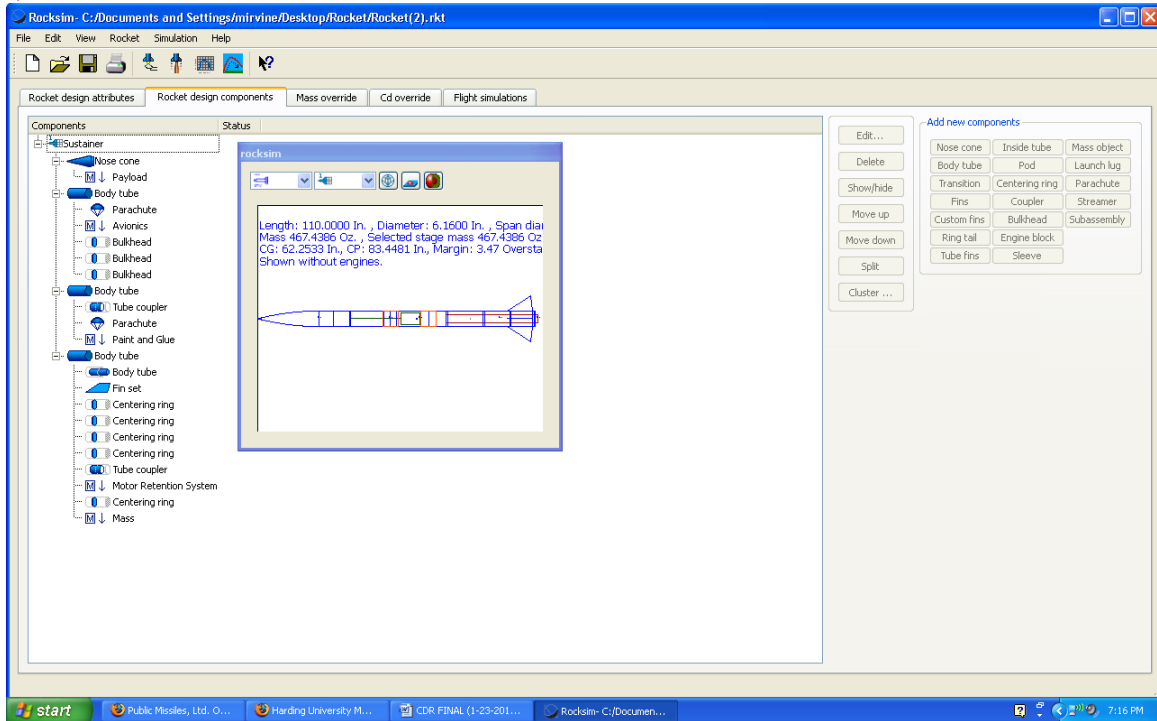 Rocksim- C:/Documents and Settings/mirvine/Desktop/Rocket/Rocket(2).rkt
File Edit View Rocket Simulation Help
Rocket design attributes Rocket design components Mass override Cd override Flight simulations
Components Status
Sustainer
Nose cone
M Payload
Body tube
Parachute
M Avionics
Bulkhead
Bulkhead
Bulkhead
Body tube
Tube coupler
Parachute
M Paint and Glue
Body tube
Body tube
Fin set
Centering ring
Centering ring
Centering ring
Centering ring
Tube coupler
M Motor Retention System
Centering ring
M Mass
rocksim
Length: 110.0000 In. , Diameter: 6.1600 In. , Span diar
Mass 467.4386 Oz. , Selected stage mass 467.4386 Oz
CG: 62.2533 In., CP: 83.4481 In., Margin: 3.47 Oversta
Shown without engines.
Edit...
Delete
Show/hide
Move up
Move down
Split
Cluster ...
Add new components
Nose cone Inside tube Mass object
Body tube Pod Launch lug
Transition Centering ring Parachute
Fins Coupler Streamer
Custom fins Bulkhead Subassembly
Ring tail Engine block
Tube fins Sleeve
start Public Missiles, Ltd. O... Harding University M... CDR FINAL (1-23-201... Rocksim- C:/Documen... 7:16 PM